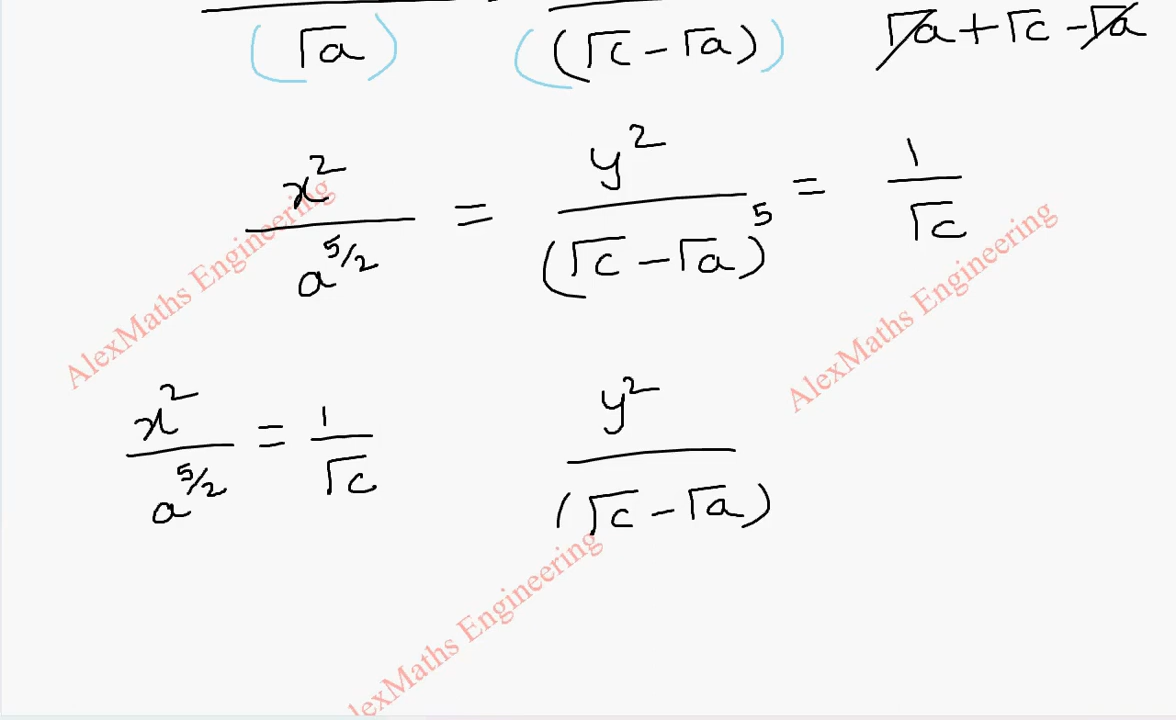 (√a) ((√c - √a)) √a + √c - √a
x²/a^5/2 = y²/(√c - √a)^5 = 1/√c
x²/a^5/2 = 1/√c y²/(√c - √a)
AlexMaths Engineering
AlexMaths Engineering
AlexMaths Engineering